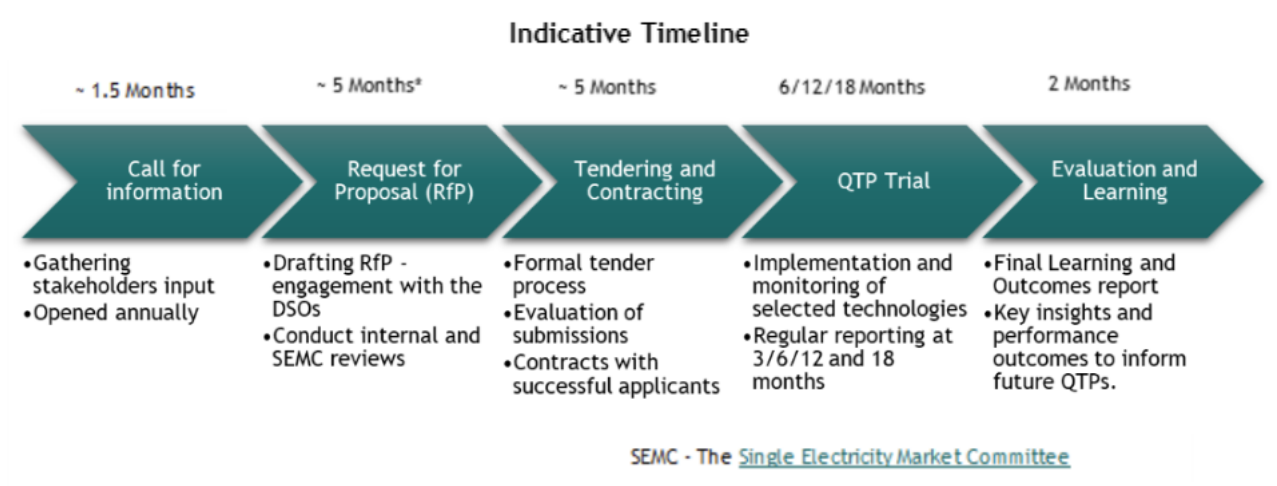 Indicative Timeline
~ 1.5 Months
~ 5 Months*
~ 5 Months
6/12/18 Months
2 Months
Call for
information
Request for
Proposal (RfP)
Tendering and
Contracting
QTP Trial
Evaluation and
Learning
•Gathering
stakeholders input
•Opened annually
•Drafting RfP -
engagement with the
DSOs
•Conduct internal and
SEMC reviews
•Formal tender
process
•Evaluation of
submissions
•Contracts with
successful applicants
•Implementation and
monitoring of
selected technologies
•Regular reporting at
3/6/12 and 18
months
•Final Learning and
Outcomes report
•Key insights and
performance
outcomes to inform
future QTPs.
SEMC - The Single Electricity Market Committee